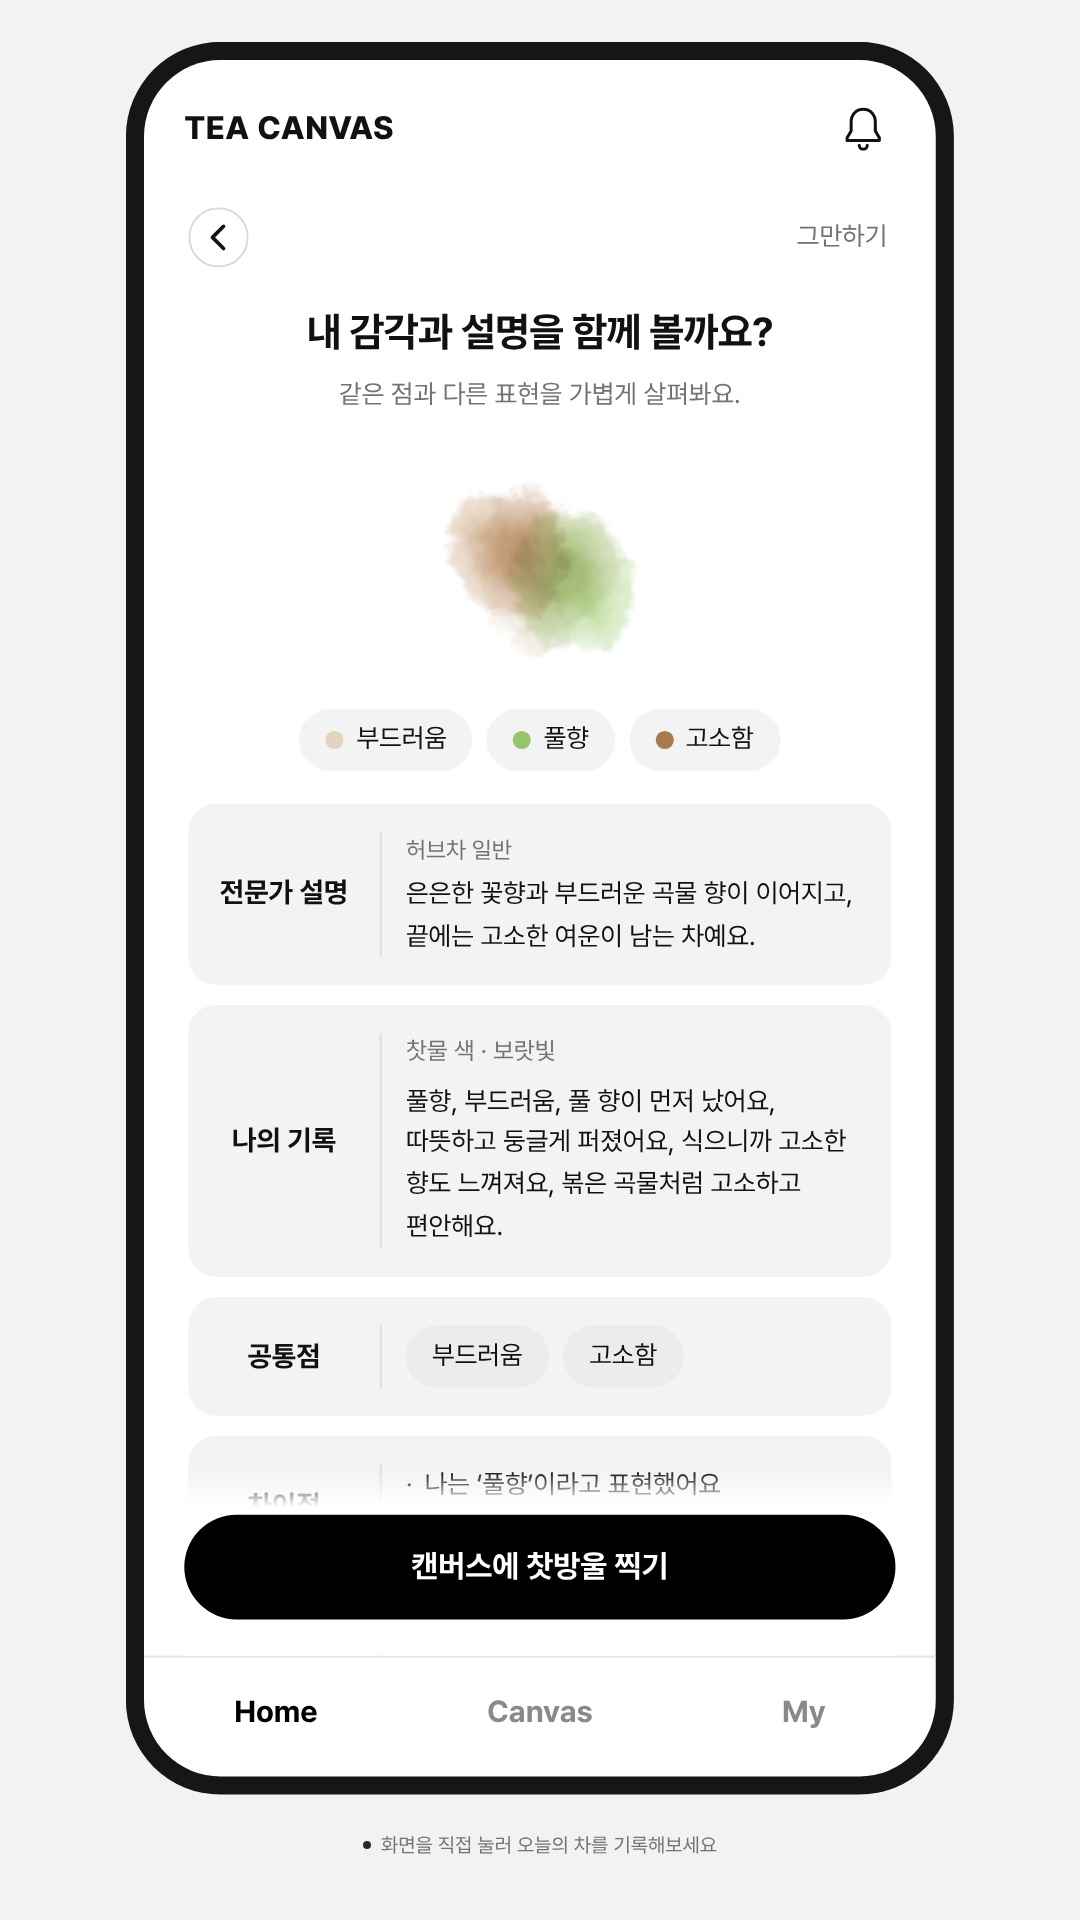 TEA CANVAS
그만하기
내 감각과 설명을 함께 볼까요?
같은 점과 다른 표현을 가볍게 살펴봐요.
부드러움 풀향 고소함
전문가 설명
허브차 일반
은은한 꽃향과 부드러운 곡물 향이 이어지고,
끝에는 고소한 여운이 남는 차예요.
나의 기록
찻물 색 · 보랏빛
풀향, 부드러움, 풀 향이 먼저 났어요,
따뜻하고 둥글게 퍼졌어요, 식으니까 고소한
향도 느껴져요, 볶은 곡물처럼 고소하고
편안해요.
공통점
부드러움 고소함
차이점
· 나는 ‘풀향’이라고 표현했어요
캔버스에 찻방울 찍기
Home Canvas My
• 화면을 직접 눌러 오늘의 차를 기록해보세요